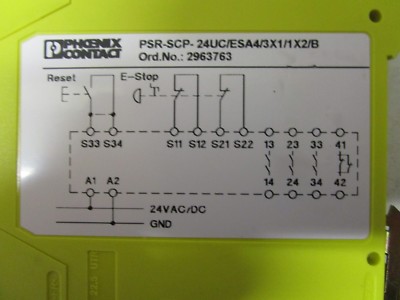 PHOENIX CONTACT
PSR-SCP- 24UC/ESA4/3X1/1X2/B
Ord.No.: 2963763
Reset E-Stop
S33 S34 S11 S12 S21 S22 13 23 33 41
A1 A2 14 24 34 42
24VAC/DC
GND